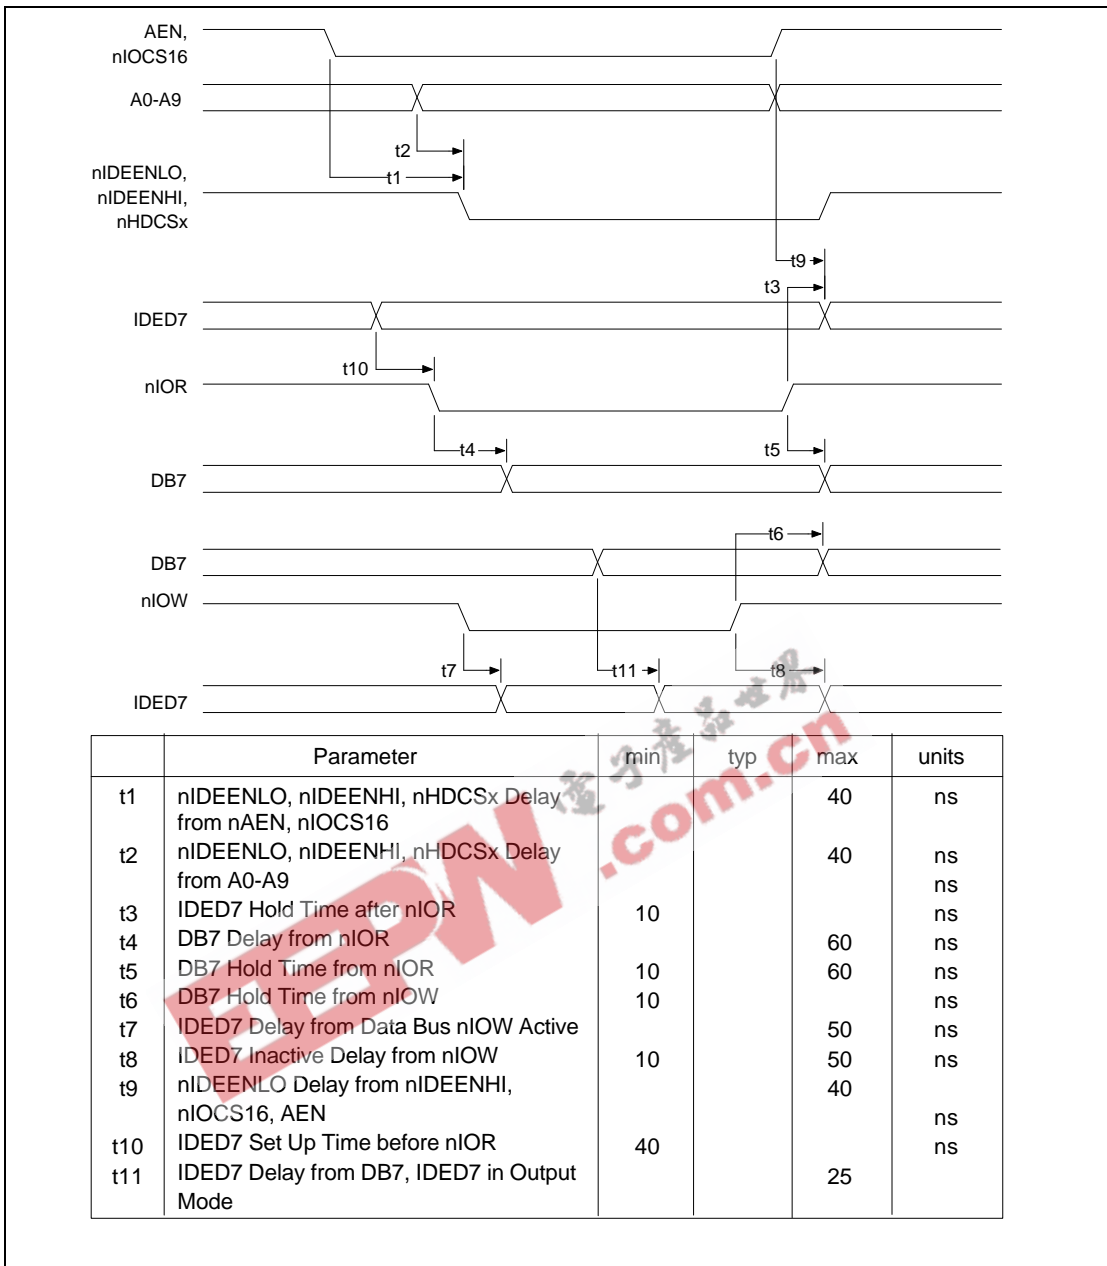 AEN,
nIOCS16
A0-A9
t2
nIDEENLO,
t1
nIDEENHI,
nHDCSx
t9
t3
IDED7
t10
nIOR
t4
t5
DB7
t6
DB7
nIOW
t7
t11
t8
IDED7
電子產品世界
EEPW.com.cn
Parameter min typ max units
t1 nIDEENLO, nIDEENHI, nHDCSx Delay 40 ns
from nAEN, nIOCS16
t2 nIDEENLO, nIDEENHI, nHDCSx Delay 40 ns
from A0-A9 ns
t3 IDED7 Hold Time after nIOR 10 ns
t4 DB7 Delay from nIOR 60 ns
t5 DB7 Hold Time from nIOR 10 60 ns
t6 DB7 Hold Time from nIOW 10 ns
t7 IDED7 Delay from Data Bus nIOW Active 50 ns
t8 IDED7 Inactive Delay from nIOW 10 50 ns
t9 nIDEENLO Delay from nIDEENHI, 40
nIOCS16, AEN ns
t10 IDED7 Set Up Time before nIOR 40 ns
t11 IDED7 Delay from DB7, IDED7 in Output 25
Mode